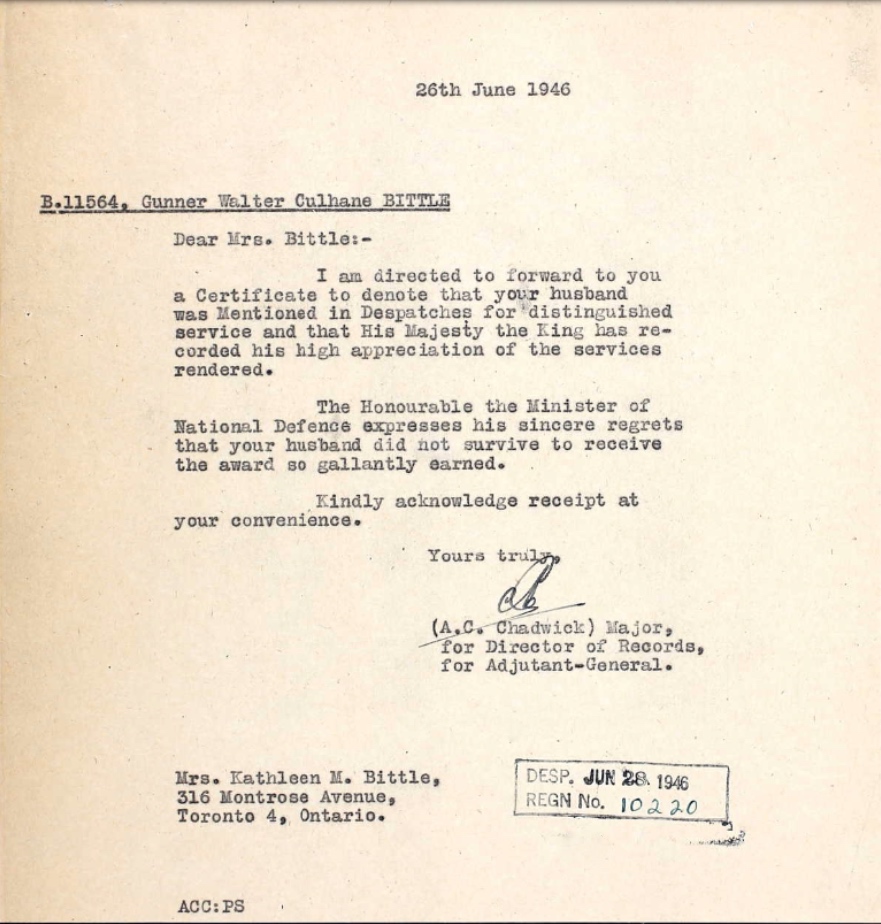 26th June 1946
B.11564, Gunner Walter Culhane BITTLE
Dear Mrs. Bittle:-
I am directed to forward to you
a Certificate to denote that your husband
was Mentioned in Despatches for distinguished
service and that His Majesty the King has re-
corded his high appreciation of the services
rendered.
The Honourable the Minister of
National Defence expresses his sincere regrets
that your husband did not survive to receive
the award so gallantly earned.
Kindly acknowledge receipt at
your convenience.
Yours truly,
(A.C. Chadwick) Major,
for Director of Records,
for Adjutant-General.
Mrs. Kathleen M. Bittle,
316 Montrose Avenue,
Toronto 4, Ontario.
DESP. JUN 28 1946
REGN No. 10220
ACC:PS